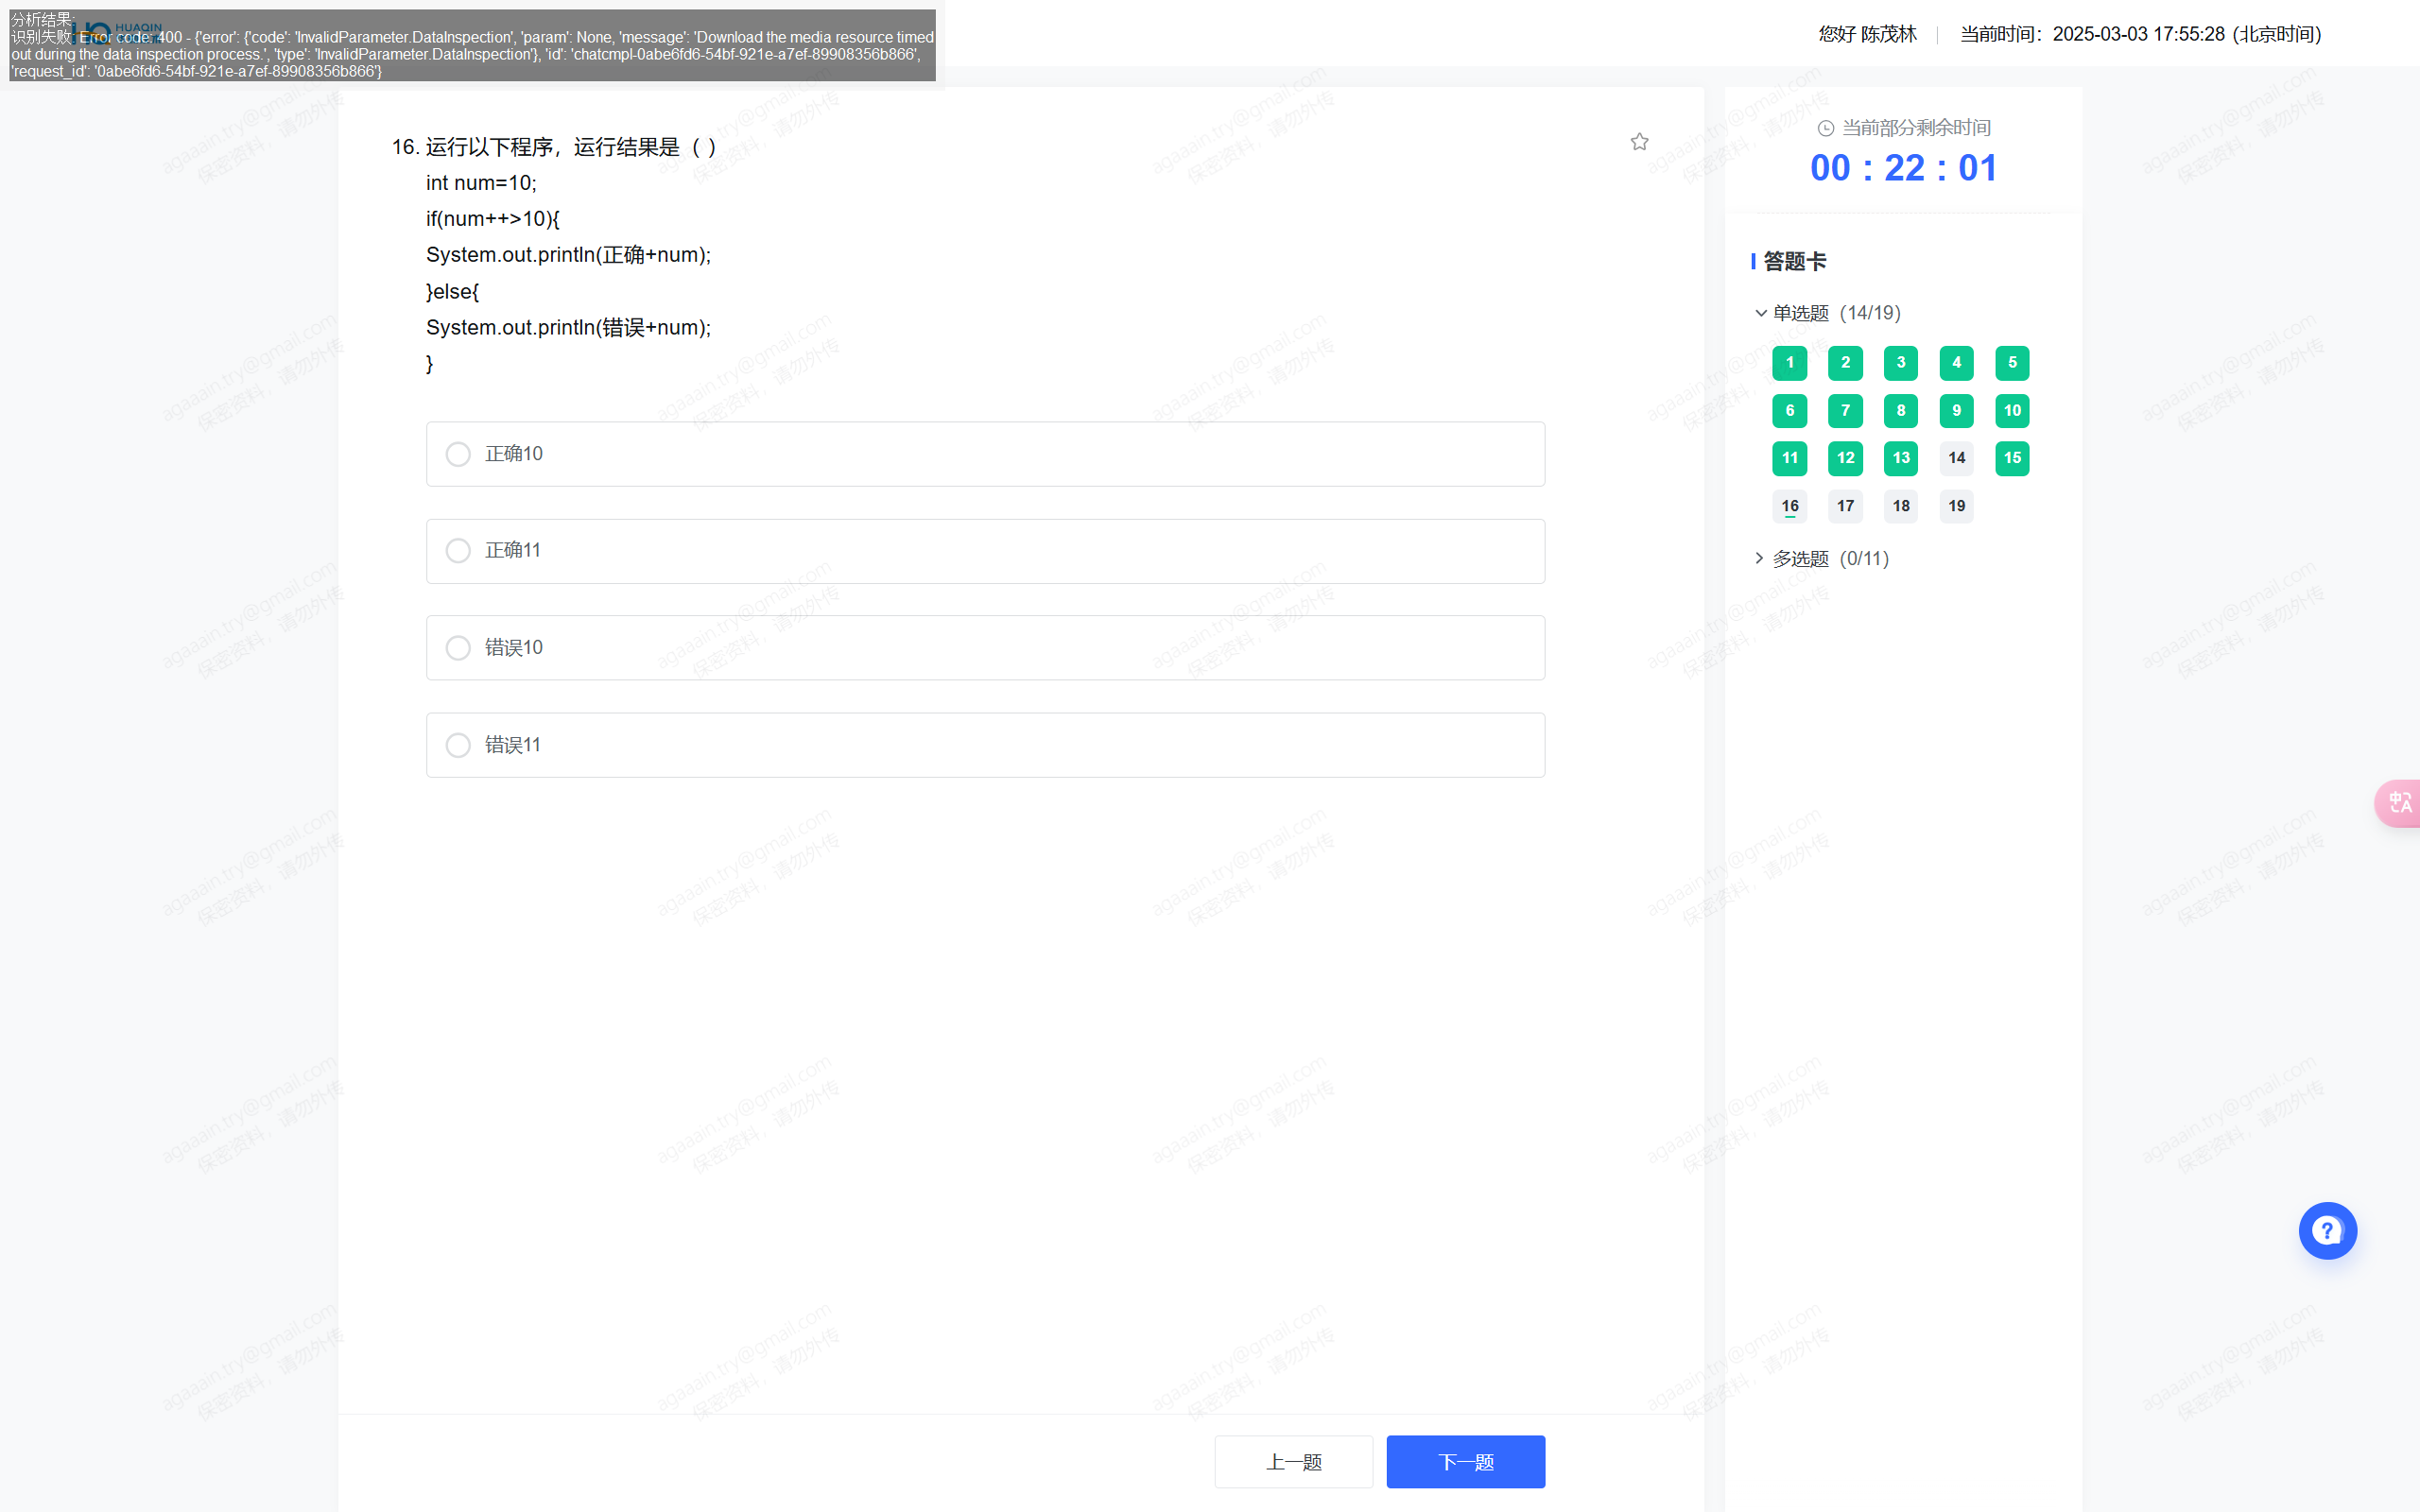 分析结果:
识别失败: Error code: 400 - {'error': {'code': 'InvalidParameter.DataInspection', 'param': None, 'message': 'Download the media resource timed
out during the data inspection process.', 'type': 'InvalidParameter.DataInspection'}, 'id': 'chatcmpl-0abe6fd6-54bf-921e-a7ef-89908356b866',
'request_id': '0abe6fd6-54bf-921e-a7ef-89908356b866'}
HUAQIN
您好 陈茂林
当前时间：2025-03-03 17:55:28 (北京时间)
16. 运行以下程序，运行结果是（ ）
int num=10;
if(num++>10){
System.out.println(正确+num);
}else{
System.out.println(错误+num);
}
正确10
正确11
错误10
错误11
上一题
下一题
当前部分剩余时间
00 : 22 : 01
答题卡
单选题（14/19）
1 2 3 4 5
6 7 8 9 10
11 12 13 14 15
16 17 18 19
多选题（0/11）
agaaain.try@gmail.com
保密资料，请勿外传